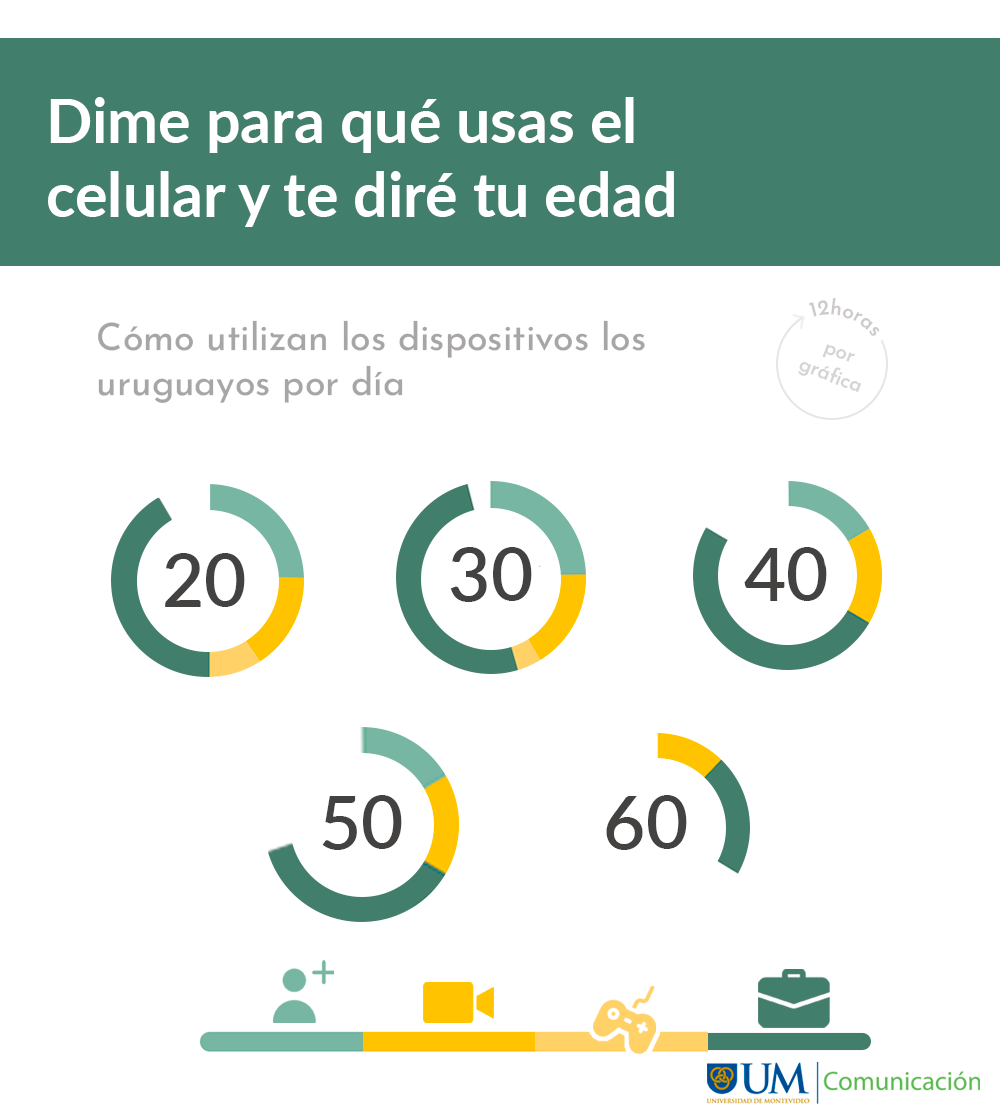 Dime para qué usas el
celular y te diré tu edad
Cómo utilizan los dispositivos los
uruguayos por día
12horas
por
gráfica
20
30
40
50
60
UM
UNIVERSIDAD DE MONTEVIDEO
Comunicación